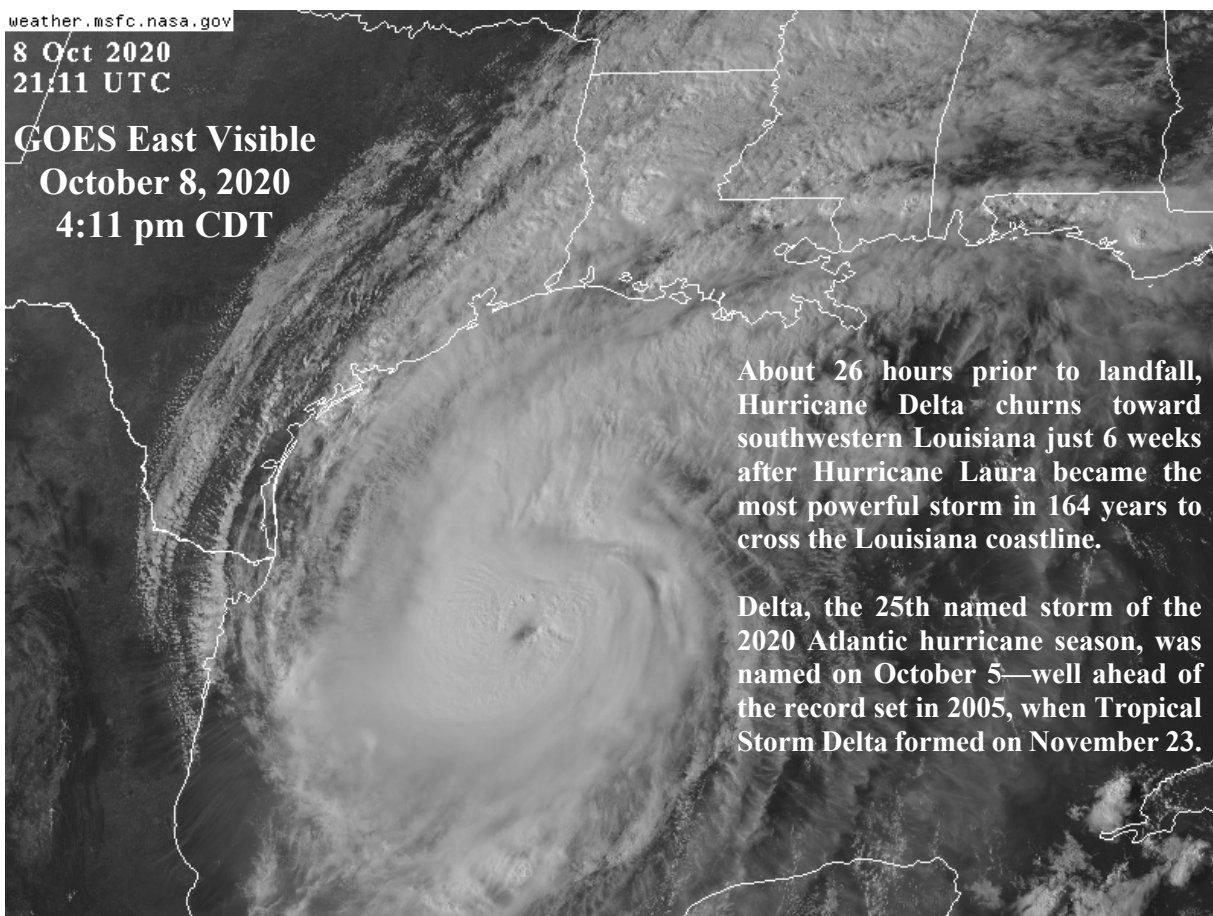 weather.msfc.nasa.gov
8 Oct 2020
21:11 UTC
GOES East Visible
October 8, 2020
4:11 pm CDT
About 26 hours prior to landfall,
Hurricane Delta churns toward
southwestern Louisiana just 6 weeks
after Hurricane Laura became the
most powerful storm in 164 years to
cross the Louisiana coastline.
Delta, the 25th named storm of the
2020 Atlantic hurricane season, was
named on October 5—well ahead of
the record set in 2005, when Tropical
Storm Delta formed on November 23.